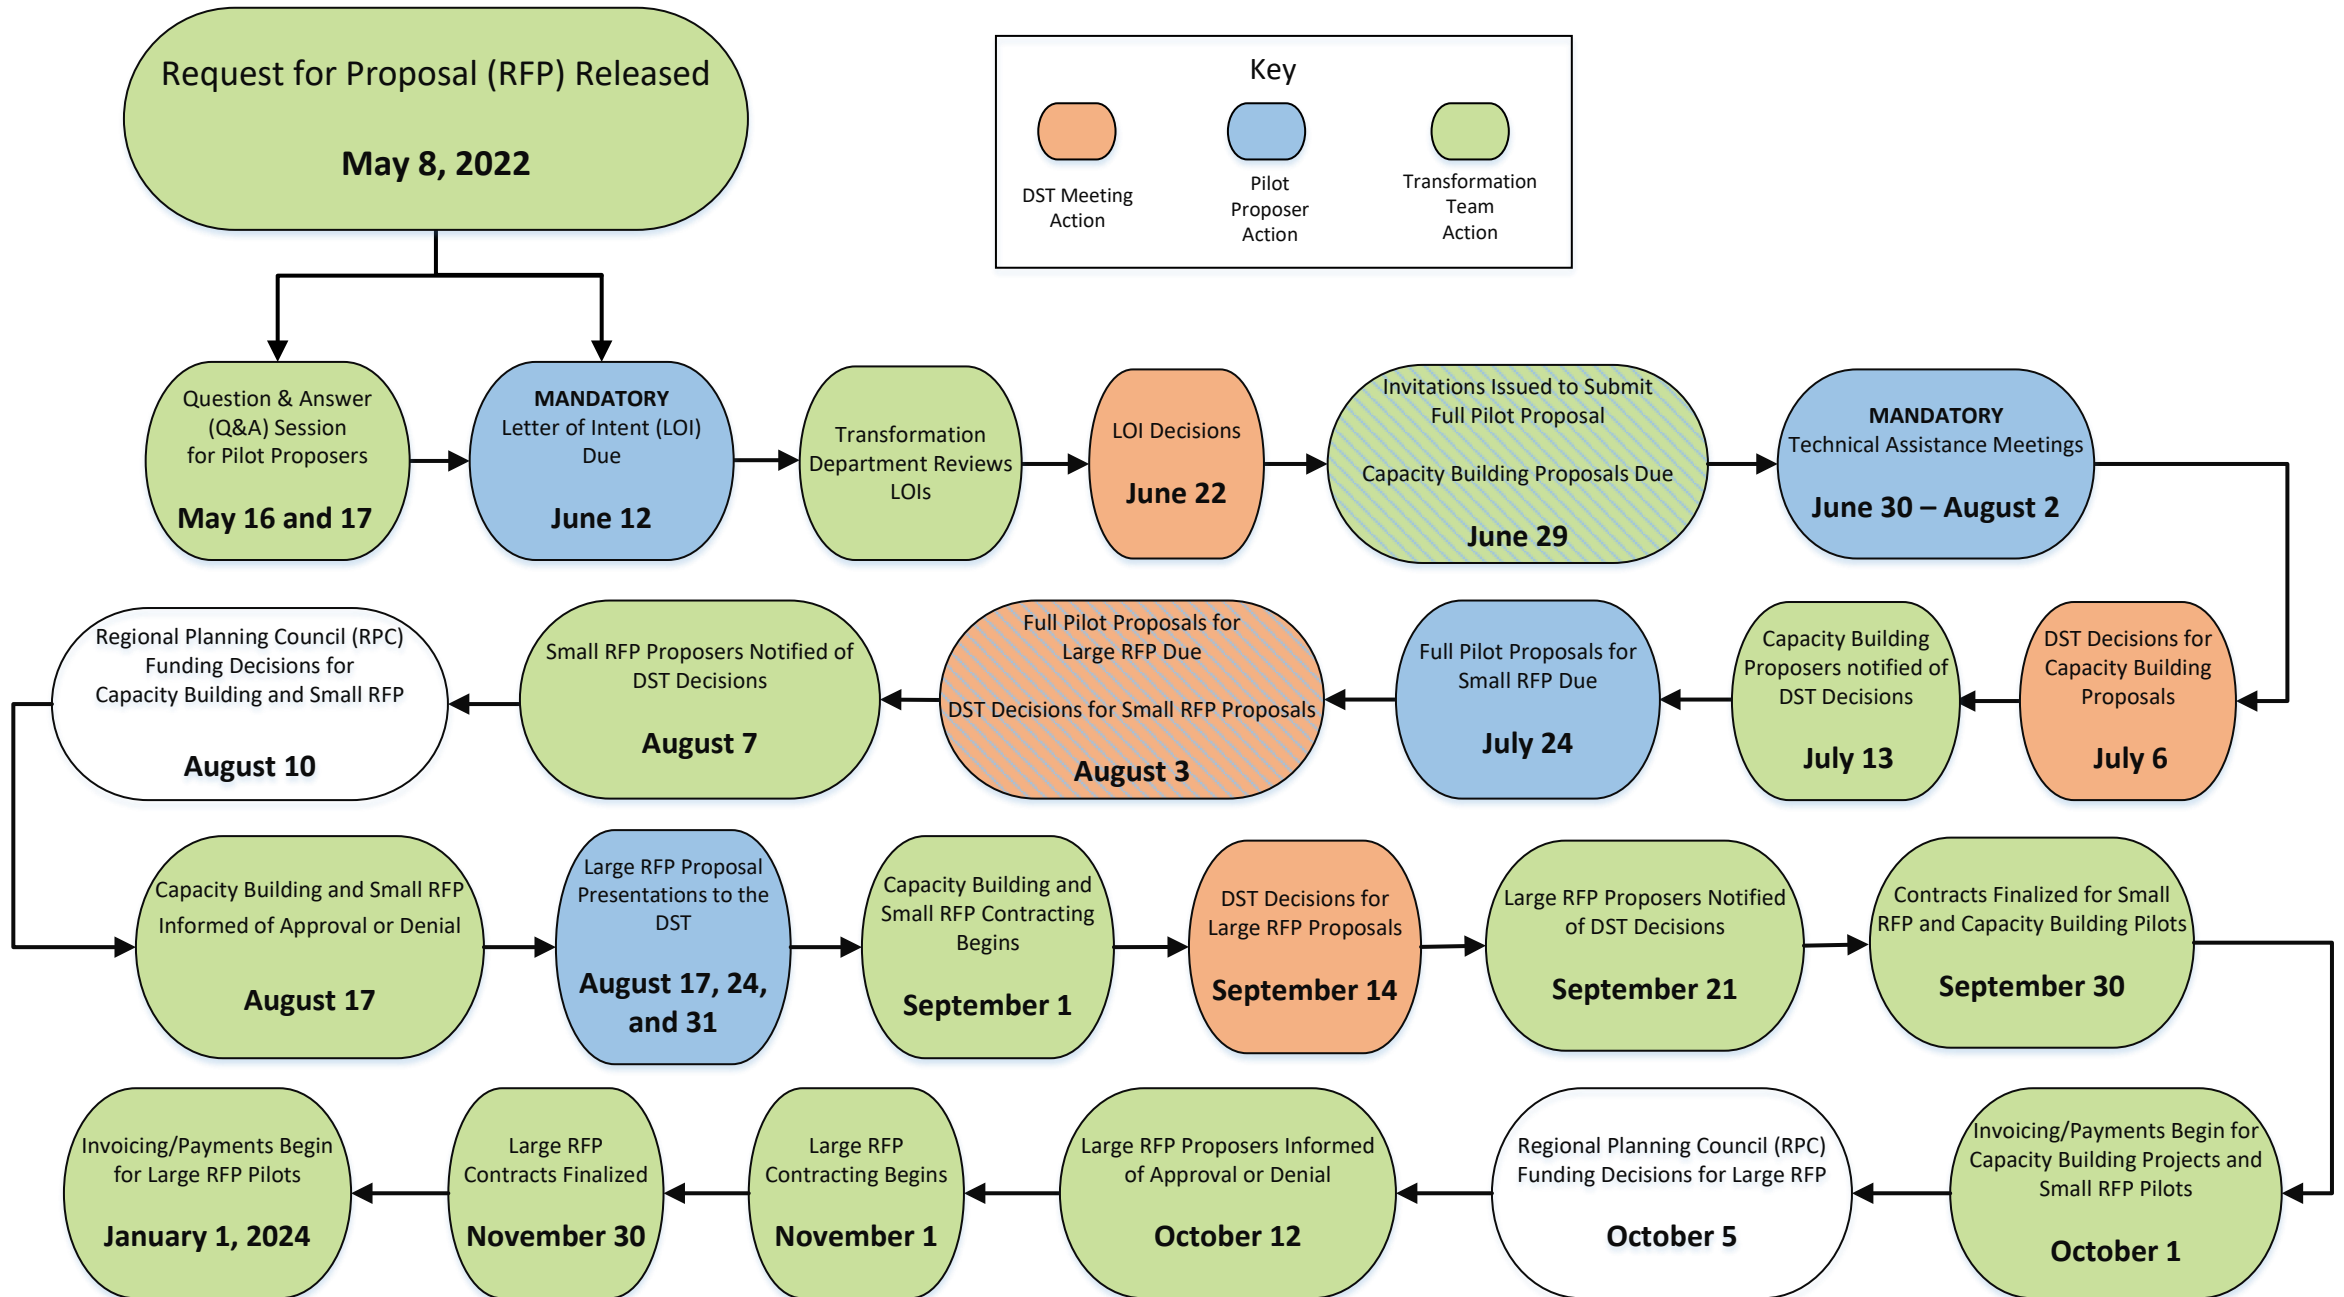 Request for Proposal (RFP) Released
May 8, 2022
Key
DST Meeting
Action
Pilot
Proposer
Action
Transformation
Team
Action
Question & Answer
(Q&A) Session
for Pilot Proposers
May 16 and 17
MANDATORY
Letter of Intent (LOI)
Due
June 12
Transformation
Department Reviews
LOIs
LOI Decisions
June 22
Invitations Issued to Submit
Full Pilot Proposal
Capacity Building Proposals Due
June 29
MANDATORY
Technical Assistance Meetings
June 30 – August 2
DST Decisions for
Capacity Building
Proposals
July 6
Capacity Building
Proposers notified of
DST Decisions
July 13
Full Pilot Proposals for
Small RFP Due
July 24
Full Pilot Proposals for
Large RFP Due
DST Decisions for Small RFP Proposals
August 3
Small RFP Proposers Notified of
DST Decisions
August 7
Regional Planning Council (RPC)
Funding Decisions for
Capacity Building and Small RFP
August 10
Capacity Building and Small RFP
Informed of Approval or Denial
August 17
Large RFP Proposal
Presentations to the
DST
August 17, 24,
and 31
Capacity Building and
Small RFP Contracting
Begins
September 1
DST Decisions for
Large RFP Proposals
September 14
Large RFP Proposers Notified
of DST Decisions
September 21
Contracts Finalized for Small
RFP and Capacity Building Pilots
September 30
Invoicing/Payments Begin for
Capacity Building Projects and
Small RFP Pilots
October 1
Regional Planning Council (RPC)
Funding Decisions for Large RFP
October 5
Large RFP Proposers Informed
of Approval or Denial
October 12
Large RFP
Contracting Begins
November 1
Large RFP
Contracts Finalized
November 30
Invoicing/Payments Begin
for Large RFP Pilots
January 1, 2024